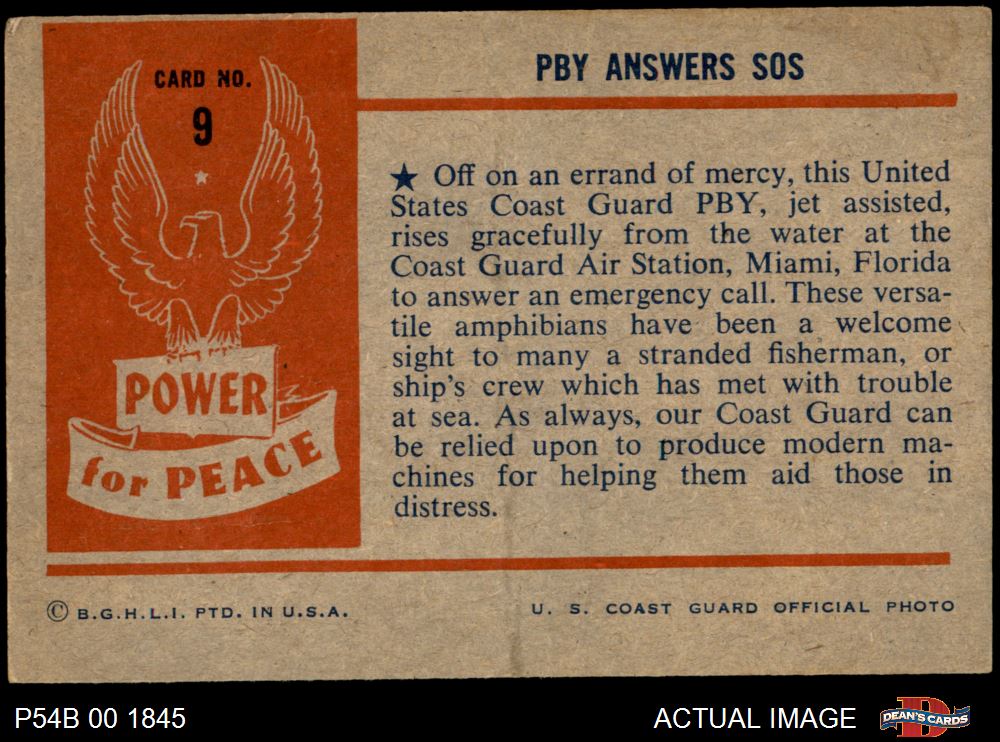 CARD NO.
9
POWER
for PEACE
PBY ANSWERS SOS
★ Off on an errand of mercy, this United
States Coast Guard PBY, jet assisted,
rises gracefully from the water at the
Coast Guard Air Station, Miami, Florida
to answer an emergency call. These versa-
tile amphibians have been a welcome
sight to many a stranded fisherman, or
ship's crew which has met with trouble
at sea. As always, our Coast Guard can
be relied upon to produce modern ma-
chines for helping them aid those in
distress.
© B.G.H.L.I. PTD. IN U.S.A.
U. S. COAST GUARD OFFICIAL PHOTO
P54B 00 1845
ACTUAL IMAGE
D
DEAN'S CARDS